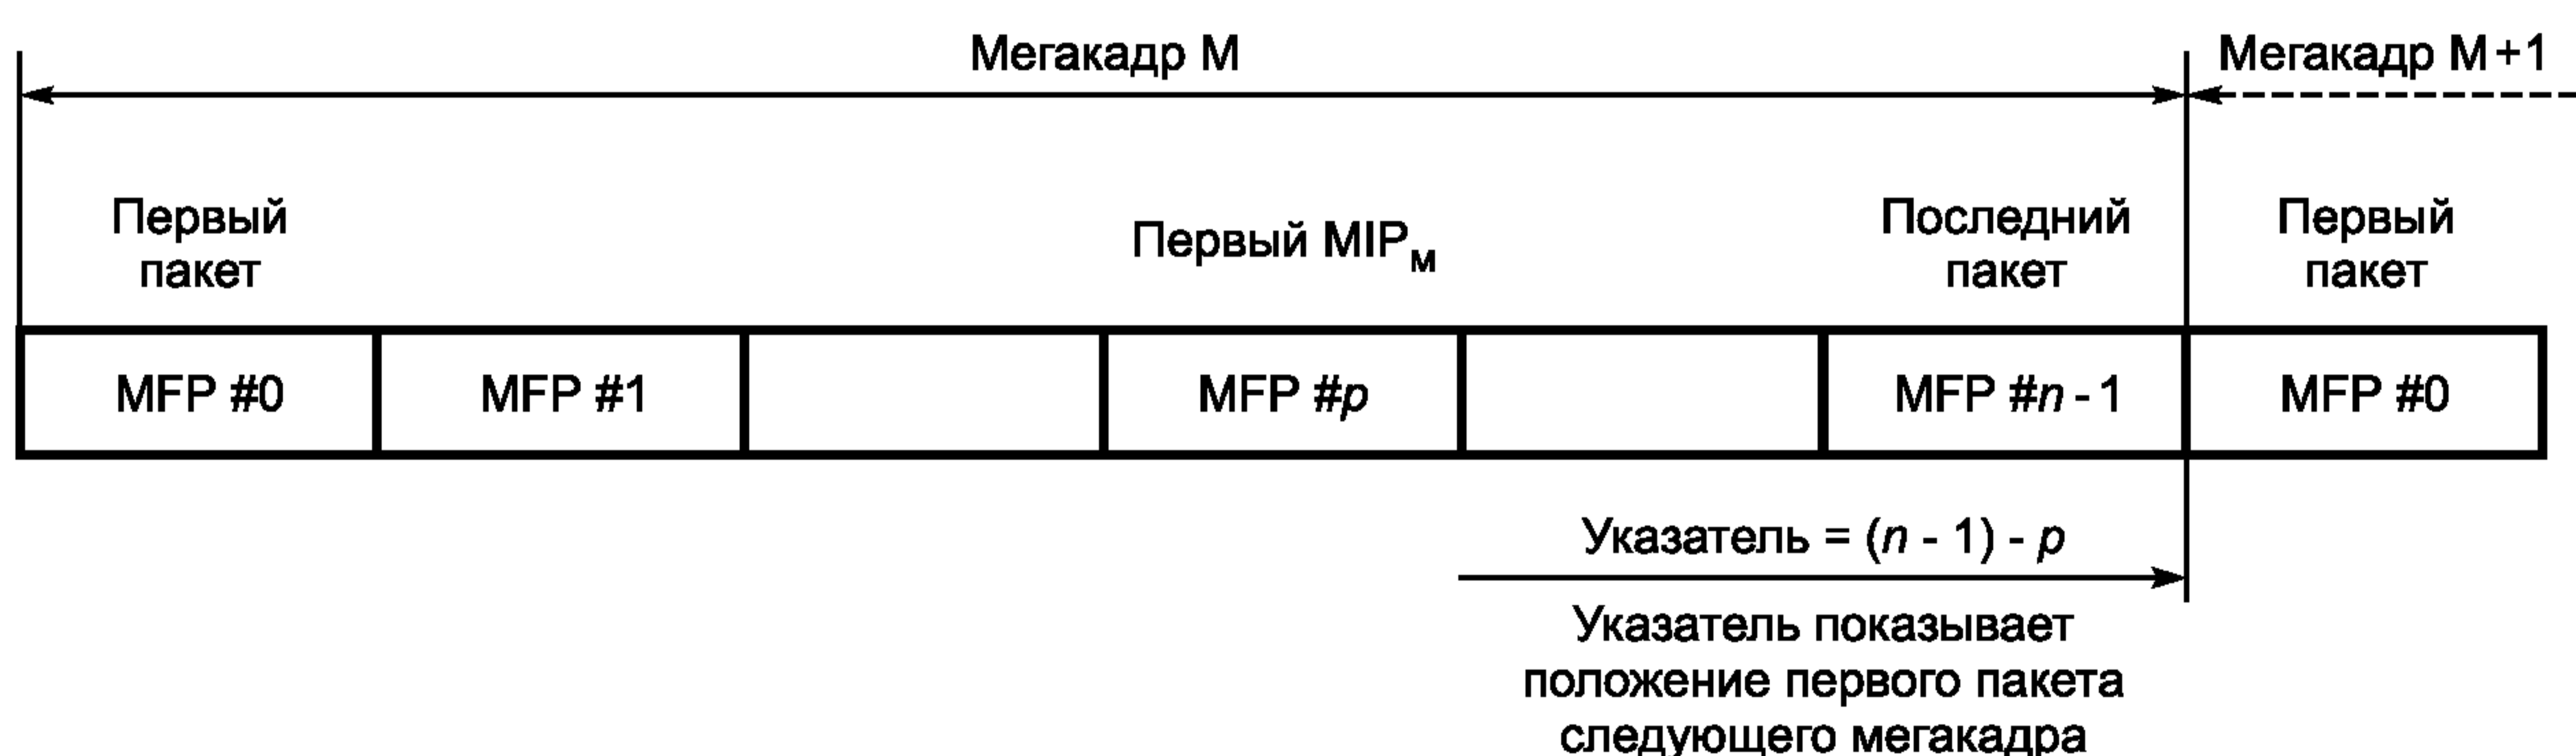 Мегакадр М
Мегакадр М+1
Первый
пакет
Первый MIPм
Последний
пакет
Первый
пакет
MFP #0
MFP #1
MFP #p
MFP #n - 1
MFP #0
Указатель = (n - 1) - p
Указатель показывает
положение первого пакета
следующего мегакадра